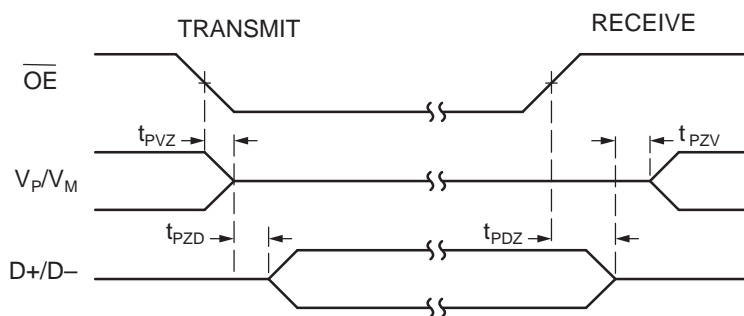 TRANSMIT
RECEIVE
OE
tPVZ
tPZV
VP/VM
tPZD
tPDZ
D+/D–